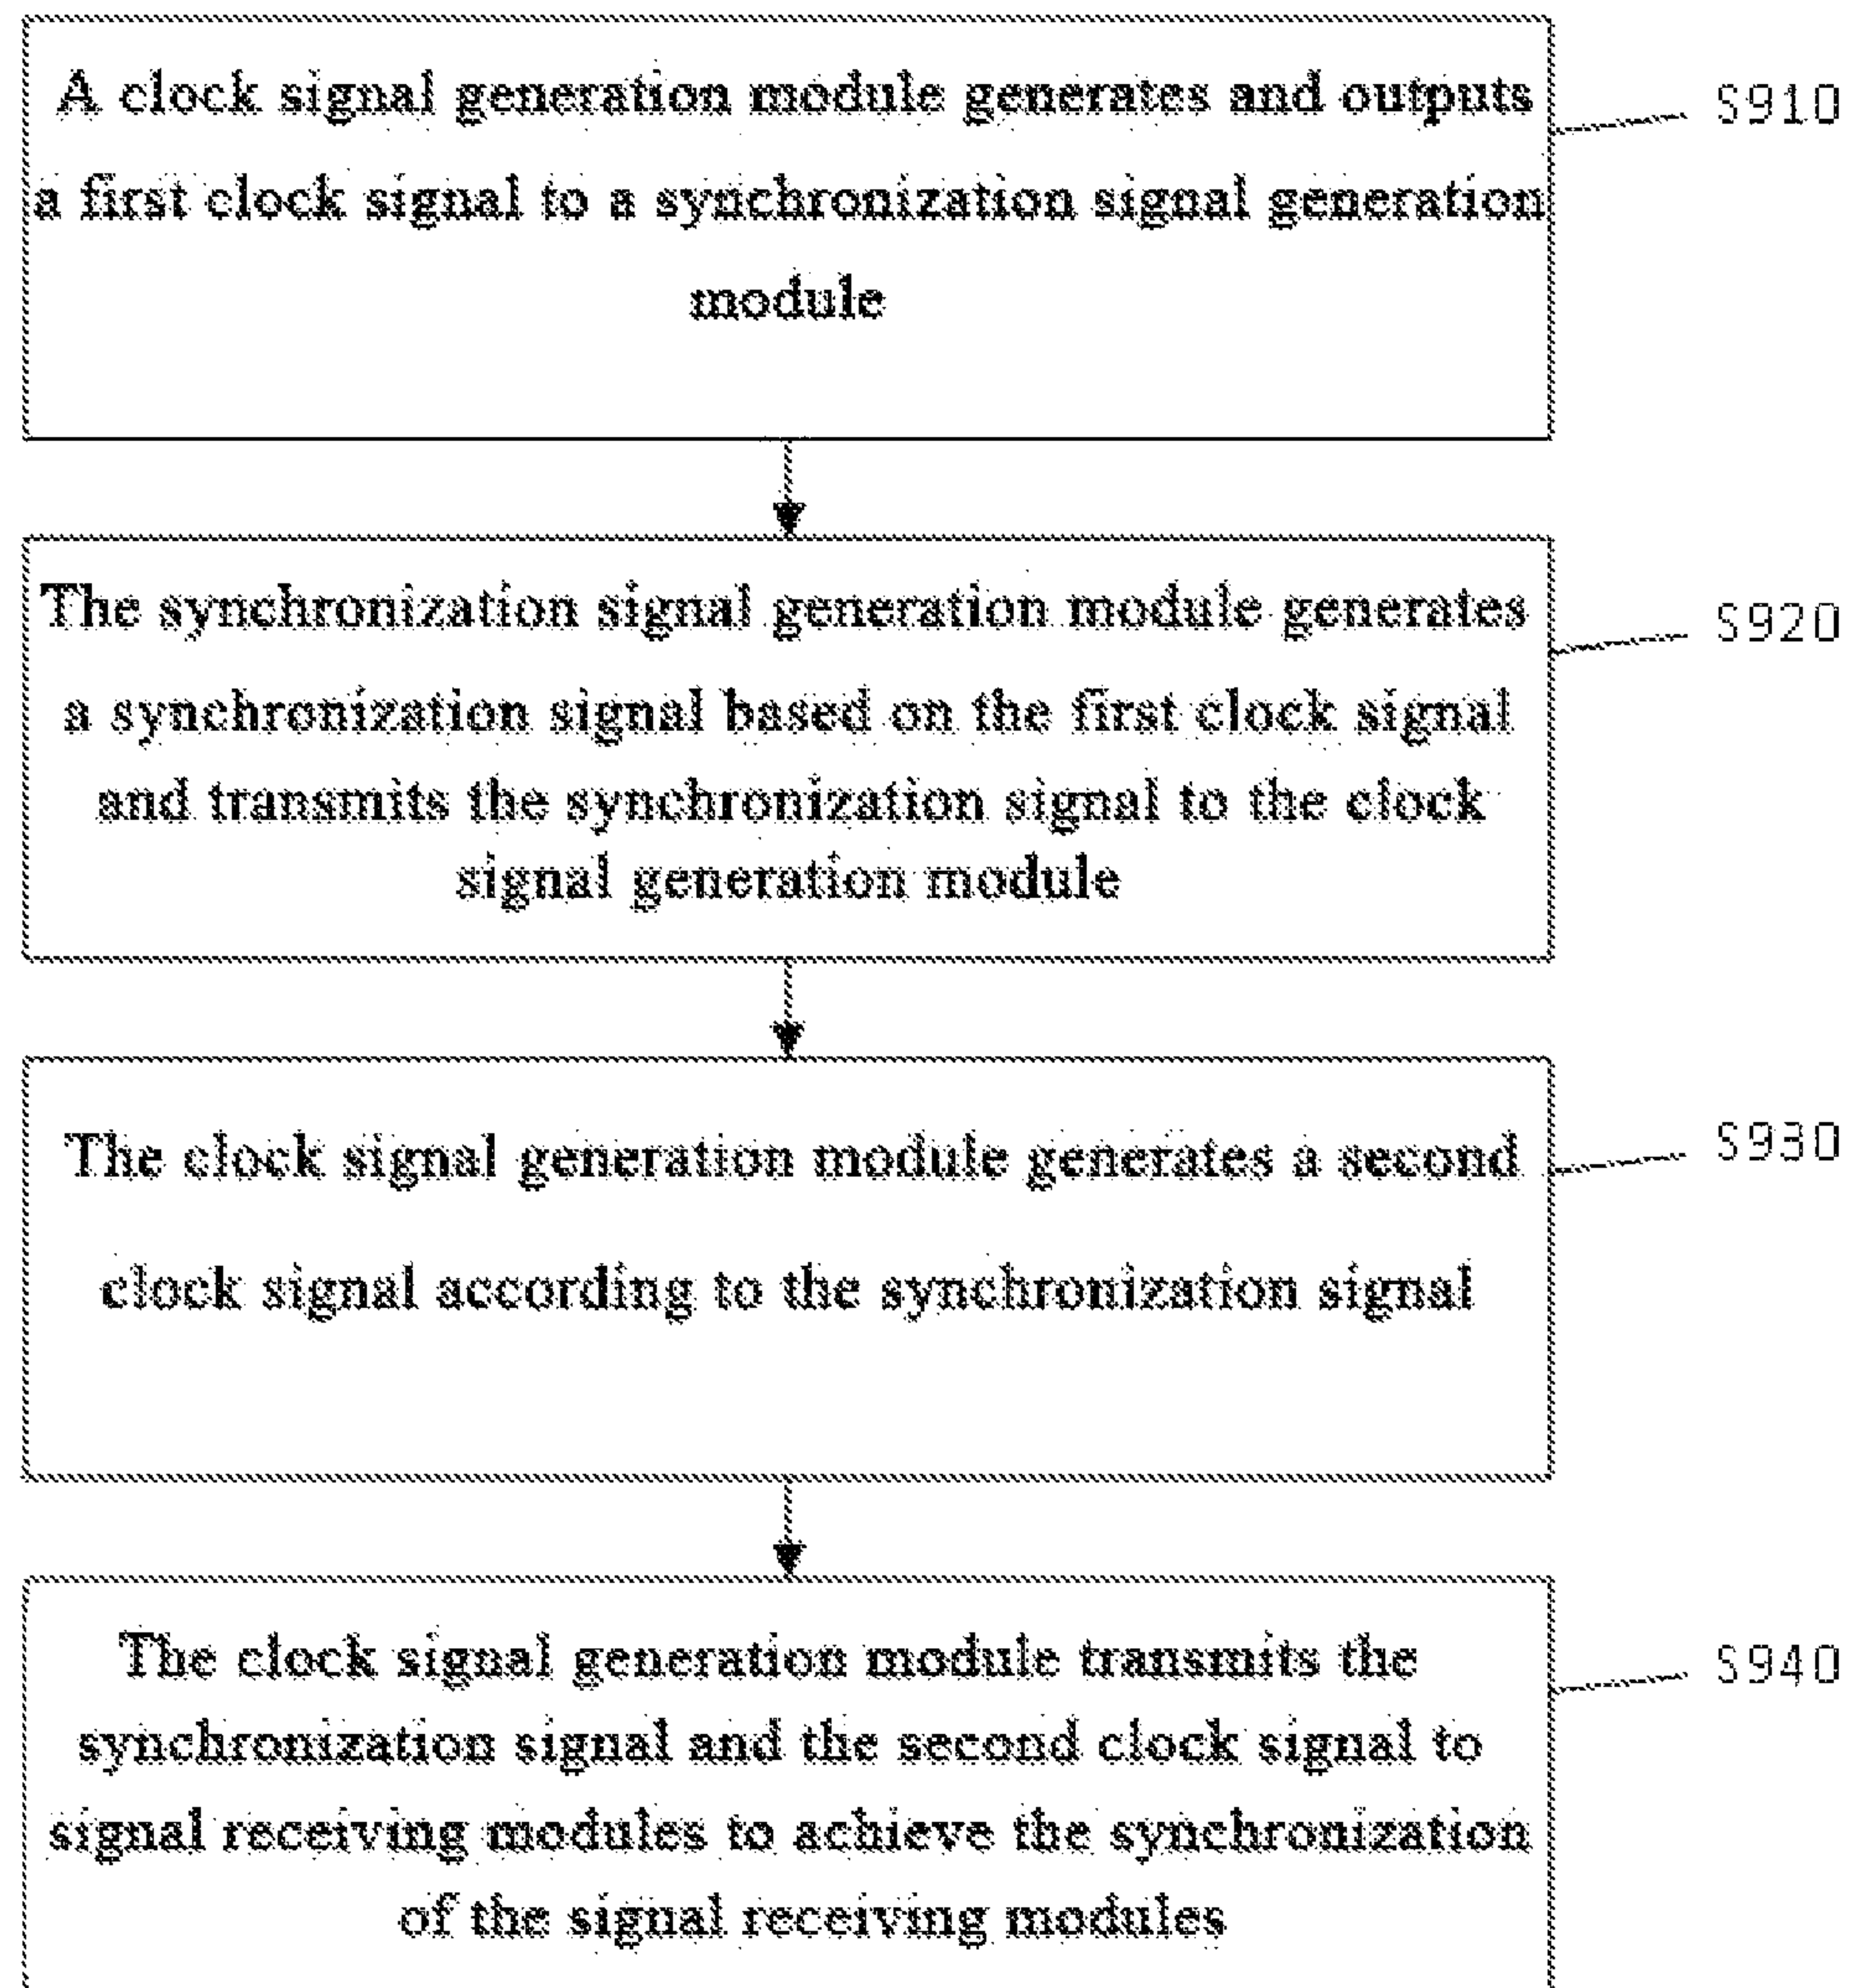 A clock signal generation module generates and outputs
a first clock signal to a synchronization signal generation
module
S910
The synchronization signal generation module generates
a synchronization signal based on the first clock signal
and transmits the synchronization signal to the clock
signal generation module
S920
The clock signal generation module generates a second
clock signal according to the synchronization signal
S930
The clock signal generation module transmits the
synchronization signal and the second clock signal to
signal receiving modules to achieve the synchronization
of the signal receiving modules
S940